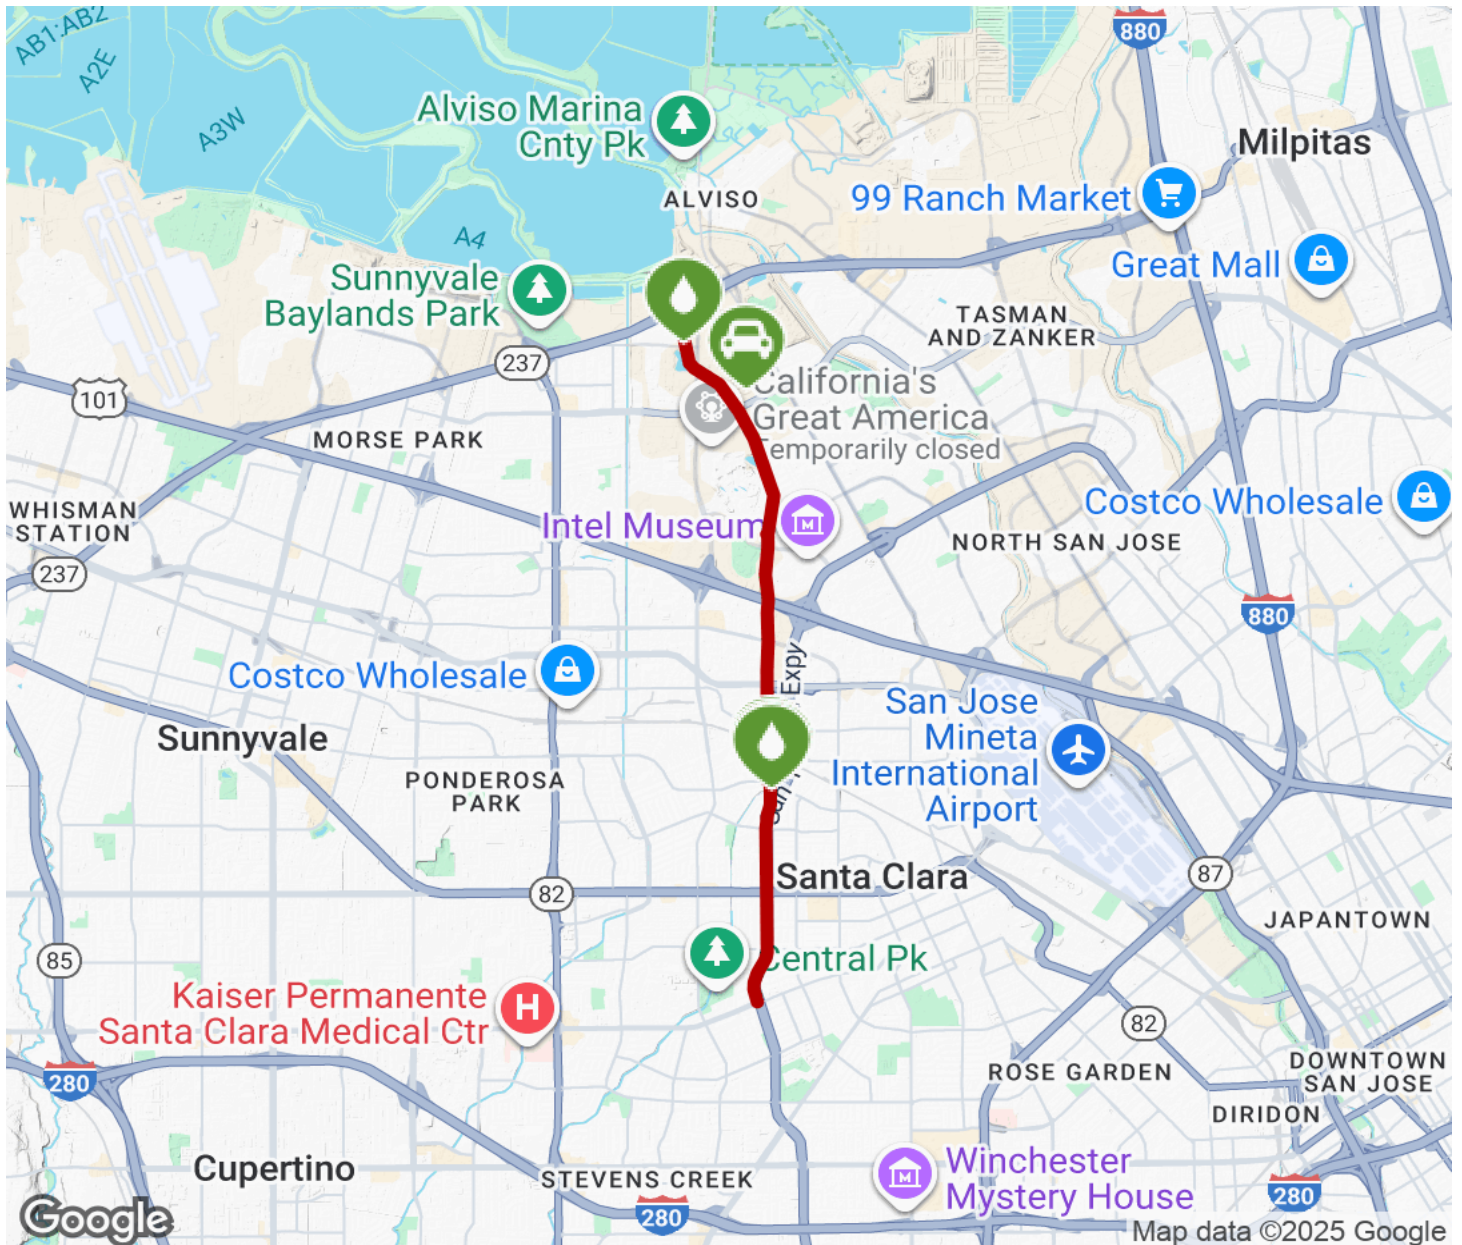 AB1:AB2
A2E
A3W
880
Alviso Marina
Cnty Pk
Milpitas
ALVISO
99 Ranch Market
A4
Sunnyvale
Baylands Park
Great Mall
TASMAN
AND ZANKER
237
101
California's
Great America
Temporarily closed
MORSE PARK
WHISMAN
STATION
Intel Museum
Costco Wholesale
NORTH SAN JOSE
237
880
Expy
Costco Wholesale
San Jose
Mineta
International
Airport
Sunnyvale
PONDEROSA
PARK
San
Santa Clara
87
82
JAPANTOWN
85
Central Pk
Kaiser Permanente
Santa Clara Medical Ctr
82
280
ROSE GARDEN
DOWNTOWN
SAN JOSE
DIRIDON
Cupertino
STEVENS CREEK
Winchester
Mystery House
280
280
Google
Map data ©2025 Google